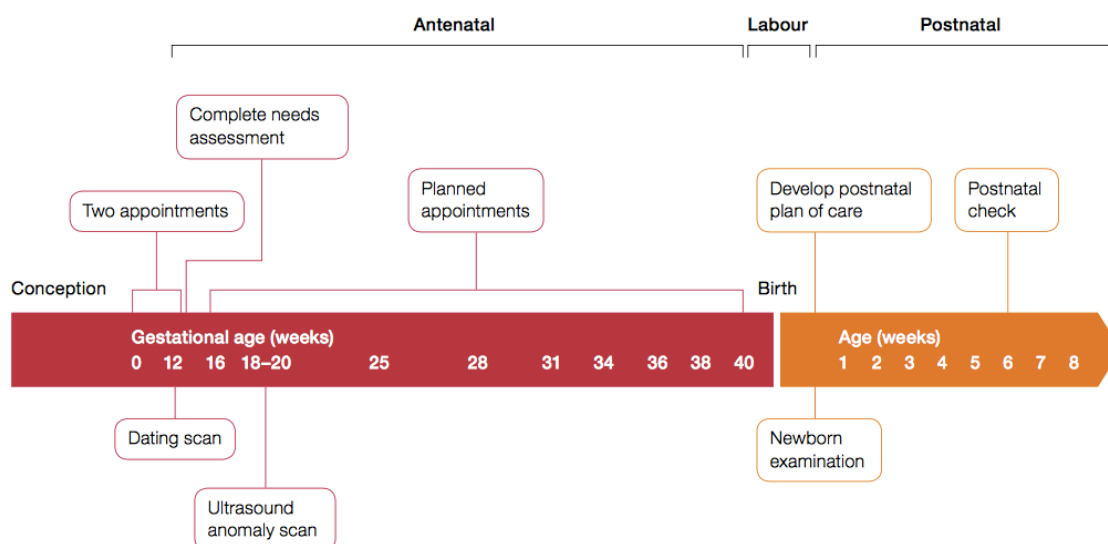 Antenatal
Labour
Postnatal
Complete needs
assessment
Two appointments
Planned
appointments
Develop postnatal
plan of care
Postnatal
check
Conception
Birth
Gestational age (weeks)
0 12 16 18–20 25 28 31 34 36 38 40
Age (weeks)
1 2 3 4 5 6 7 8
Dating scan
Ultrasound
anomaly scan
Newborn
examination